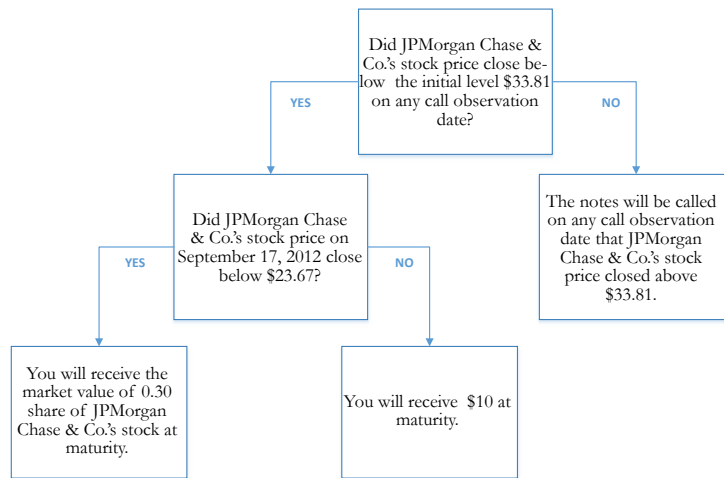 Did JPMorgan Chase &
Co.'s stock price close be-
low the initial level $33.81
on any call observation
date?
YES
NO
Did JPMorgan Chase
& Co.'s stock price on
September 17, 2012 close
below $23.67?
The notes will be called
on any call observation
date that JPMorgan
Chase & Co.'s stock
price closed above
$33.81.
YES
NO
You will receive the
market value of 0.30
share of JPMorgan
Chase & Co.'s stock at
maturity.
You will receive $10 at
maturity.